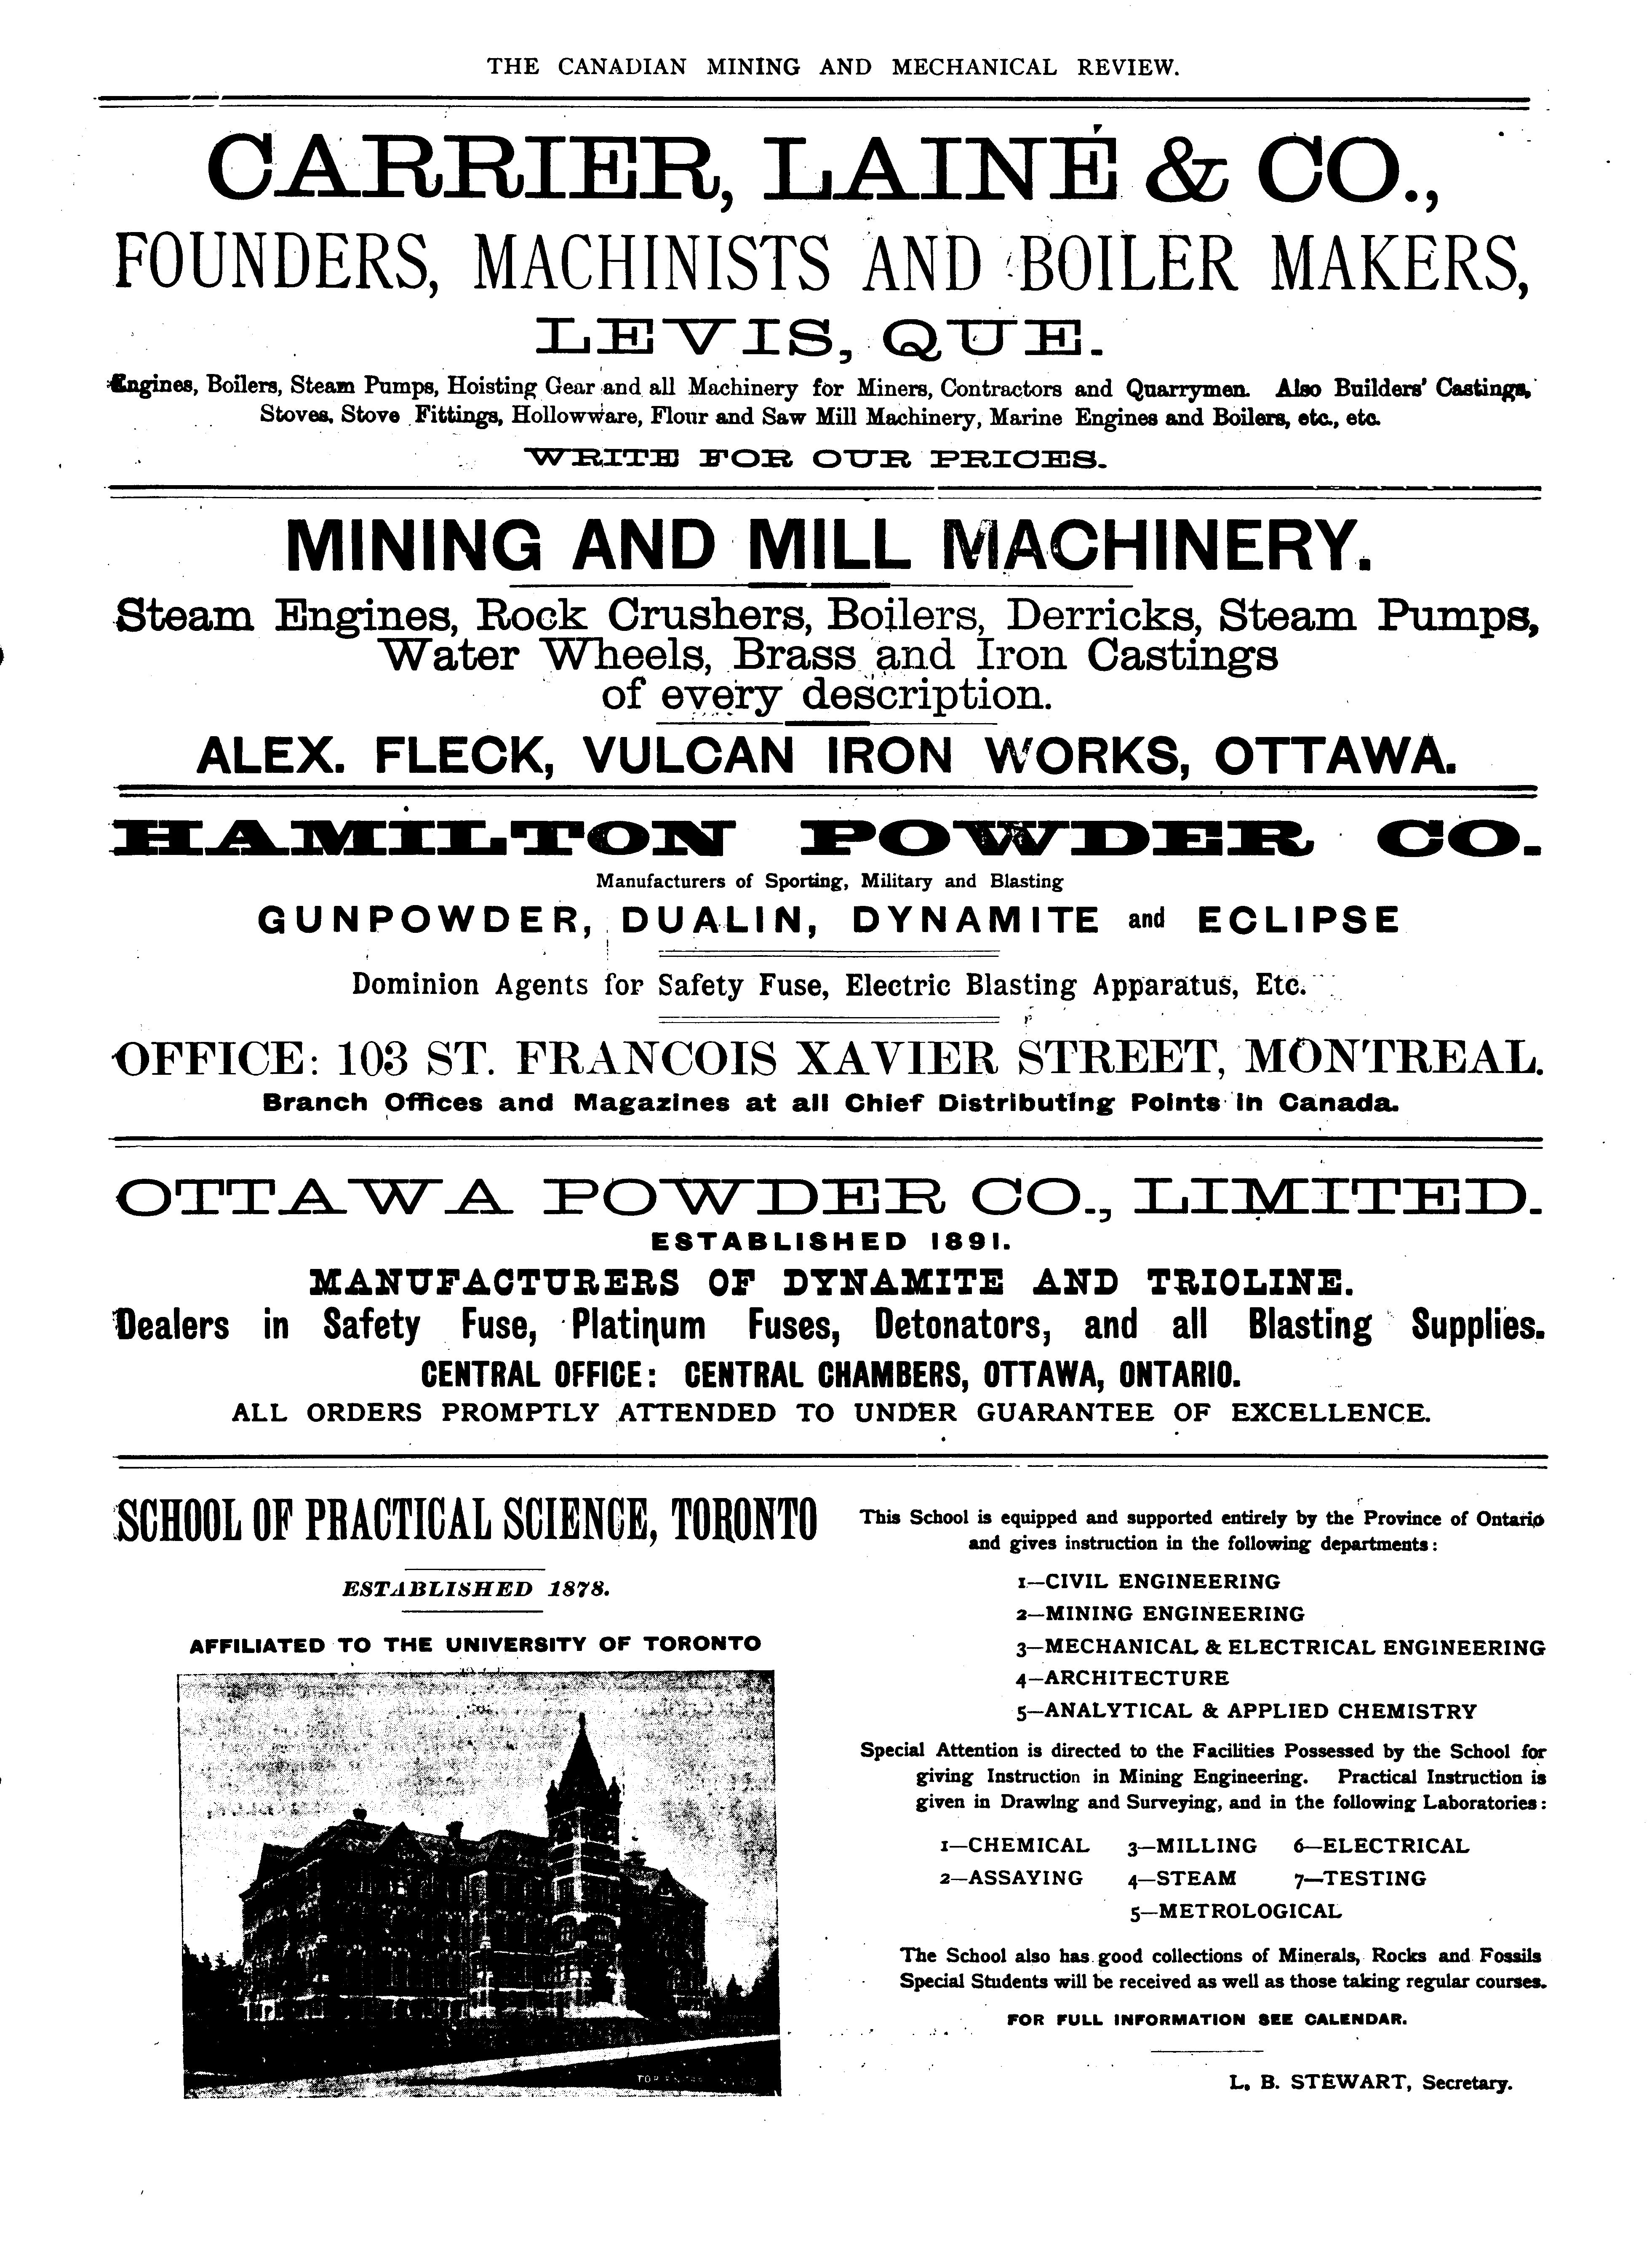 THE CANADIAN MINING AND MECHANICAL REVIEW.
CARRIER, LAINÉ & CO.,
FOUNDERS, MACHINISTS AND BOILER MAKERS,
LEVIS, QUE.
Engines, Boilers, Steam Pumps, Hoisting Gear and all Machinery for Miners, Contractors and Quarrymen. Also Builders' Castings,
Stoves, Stove Fittings, Hollowware, Flour and Saw Mill Machinery, Marine Engines and Boilers, etc., etc.
WRITE FOR OUR PRICES.
MINING AND MILL MACHINERY.
Steam Engines, Rock Crushers, Boilers, Derricks, Steam Pumps,
Water Wheels, Brass and Iron Castings
of every description.
ALEX. FLECK, VULCAN IRON WORKS, OTTAWA.
HAMILTON POWDER CO.
Manufacturers of Sporting, Military and Blasting
GUNPOWDER, DUALIN, DYNAMITE and ECLIPSE
Dominion Agents for Safety Fuse, Electric Blasting Apparatus, Etc.
OFFICE: 103 ST. FRANCOIS XAVIER STREET, MONTREAL.
Branch Offices and Magazines at all Chief Distributing Points in Canada.
OTTAWA POWDER CO., LIMITED.
ESTABLISHED 1891.
MANUFACTURERS OF DYNAMITE AND TRIOLINE.
Dealers in Safety Fuse, Platinum Fuses, Detonators, and all Blasting Supplies.
CENTRAL OFFICE: CENTRAL CHAMBERS, OTTAWA, ONTARIO.
ALL ORDERS PROMPTLY ATTENDED TO UNDER GUARANTEE OF EXCELLENCE.
SCHOOL OF PRACTICAL SCIENCE, TORONTO
ESTABLISHED 1878.
AFFILIATED TO THE UNIVERSITY OF TORONTO
This School is equipped and supported entirely by the Province of Ontario
and gives instruction in the following departments:
1—CIVIL ENGINEERING
2—MINING ENGINEERING
3—MECHANICAL & ELECTRICAL ENGINEERING
4—ARCHITECTURE
5—ANALYTICAL & APPLIED CHEMISTRY
Special Attention is directed to the Facilities Possessed by the School for
giving Instruction in Mining Engineering. Practical Instruction is
given in Drawing and Surveying, and in the following Laboratories:
1—CHEMICAL 3—MILLING 6—ELECTRICAL
2—ASSAYING 4—STEAM 7—TESTING
5—METROLOGICAL
The School also has good collections of Minerals, Rocks and Fossils
Special Students will be received as well as those taking regular courses.
FOR FULL INFORMATION SEE CALENDAR.
L. B. STEWART, Secretary.